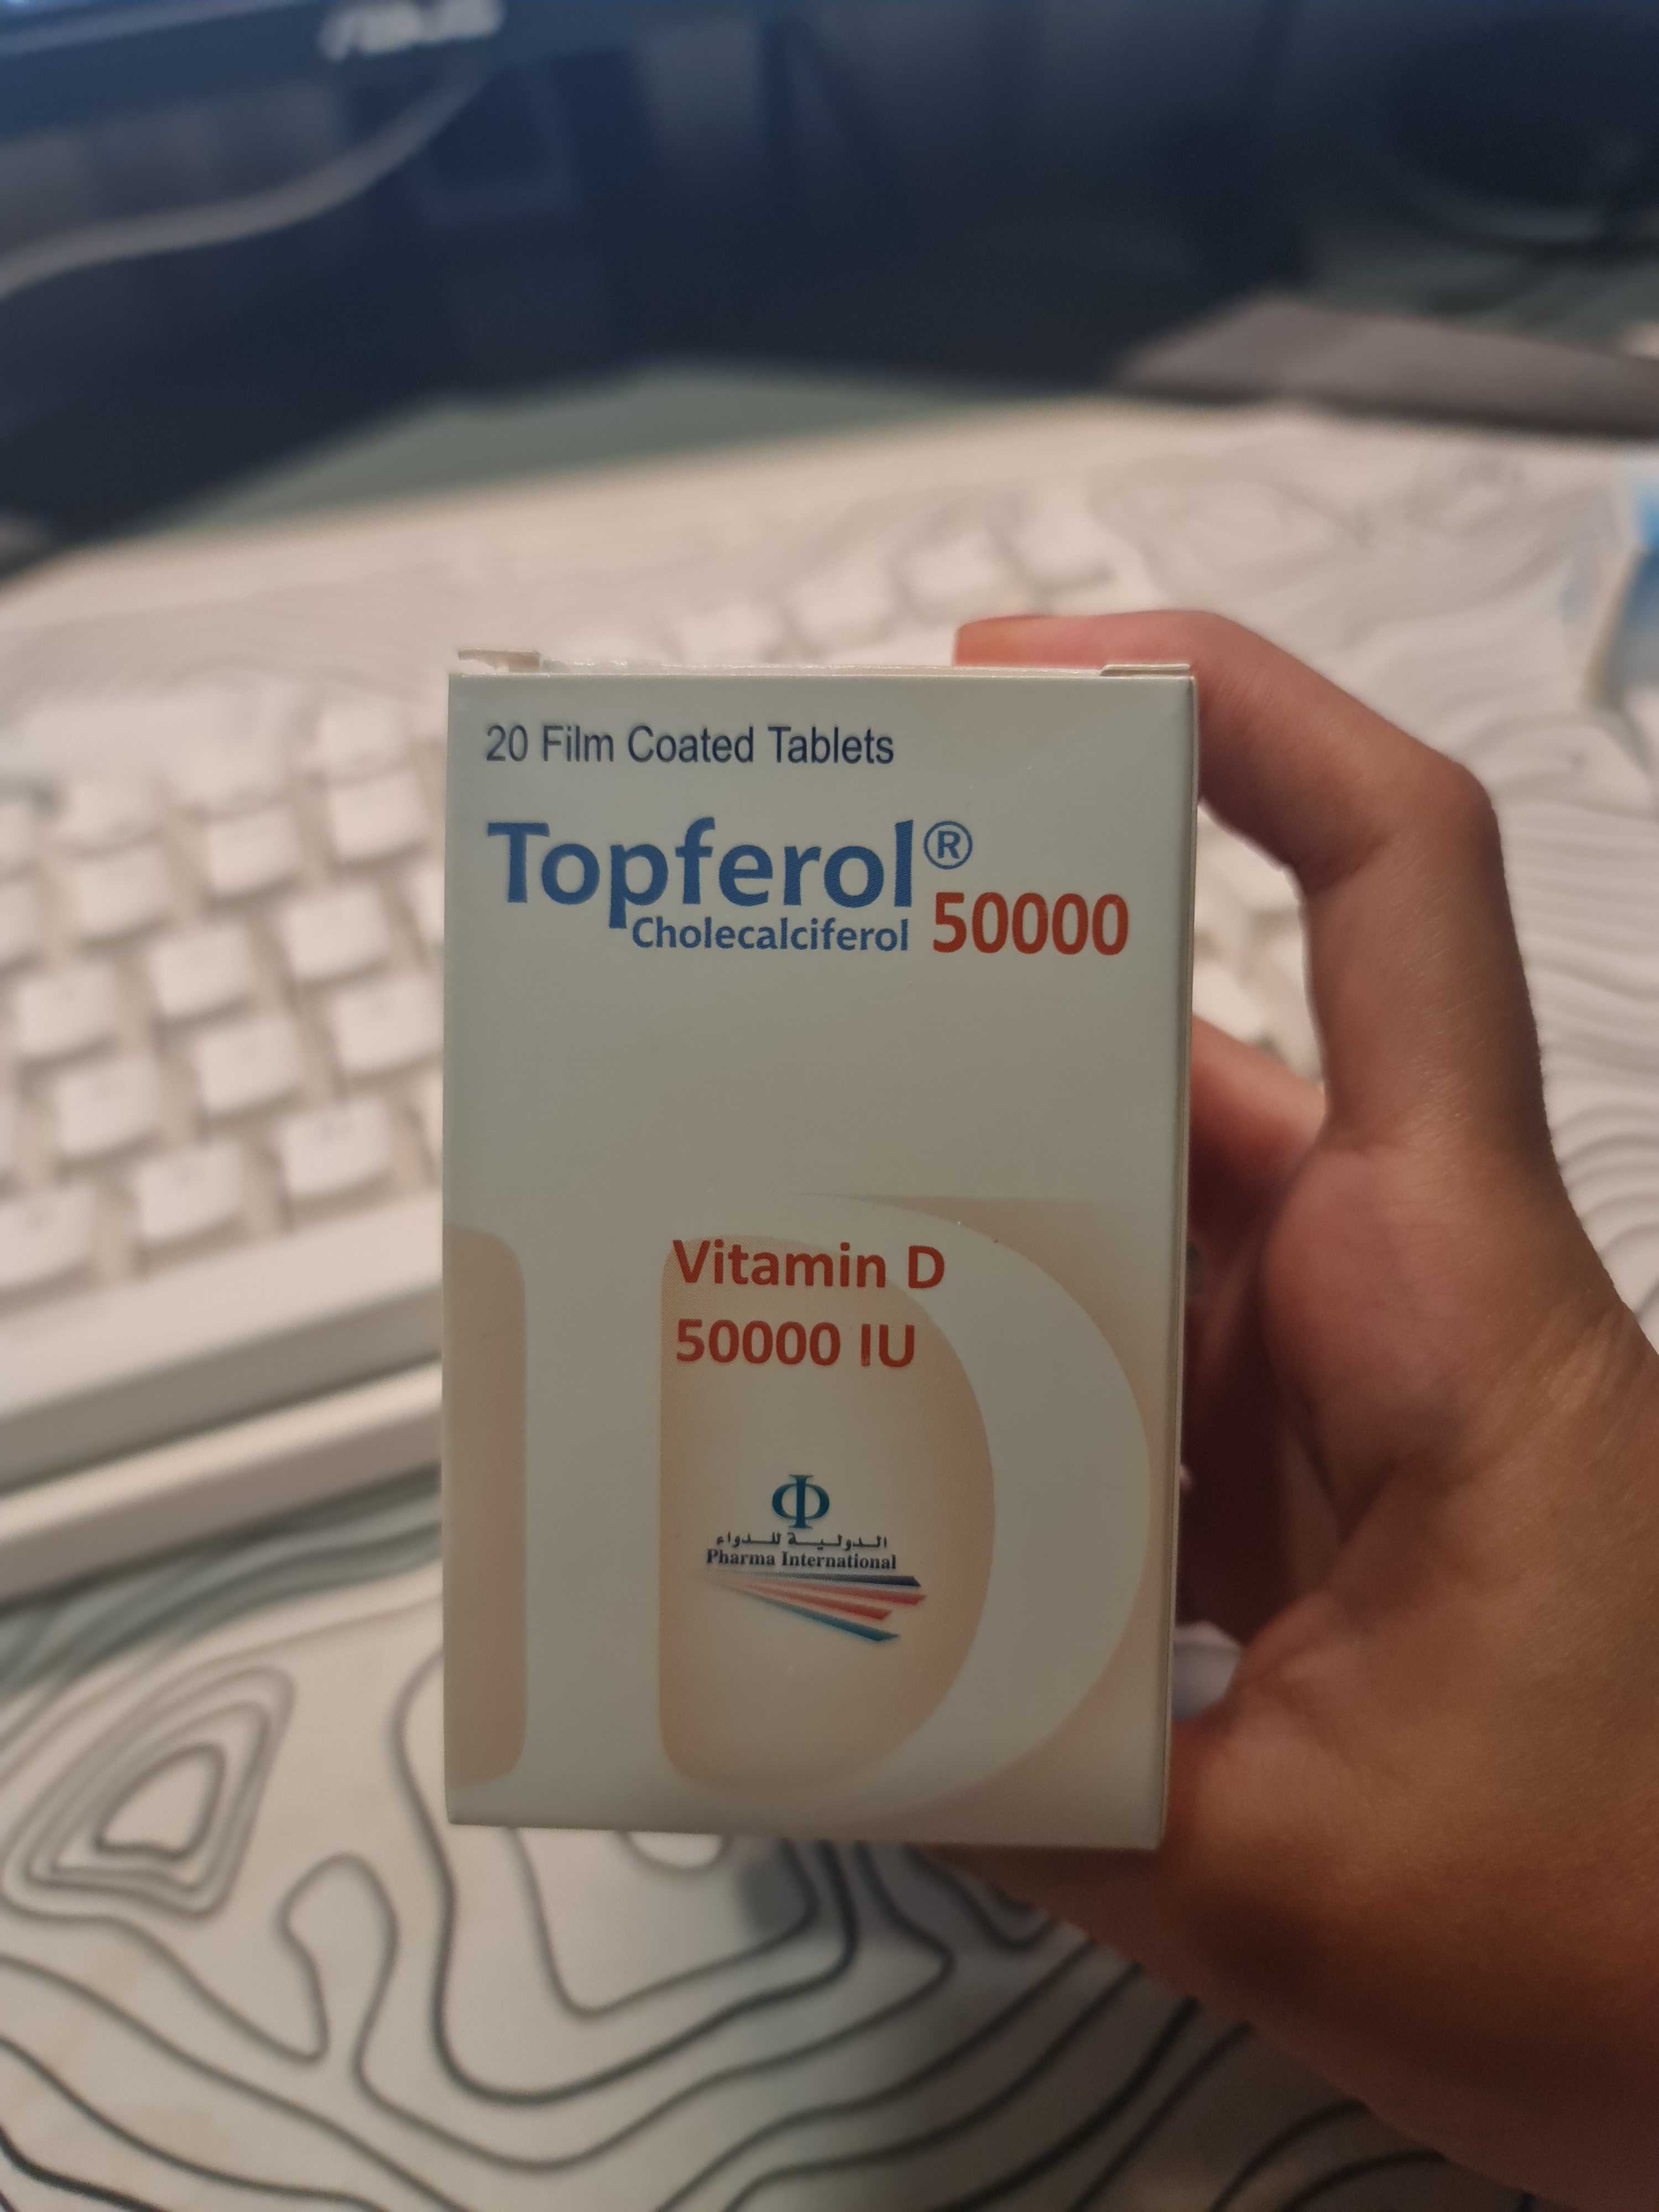 20 Film Coated Tablets
Topferol®
Cholecalciferol 50000
Vitamin D
50000 IU
الدولية للدواء
Pharma International